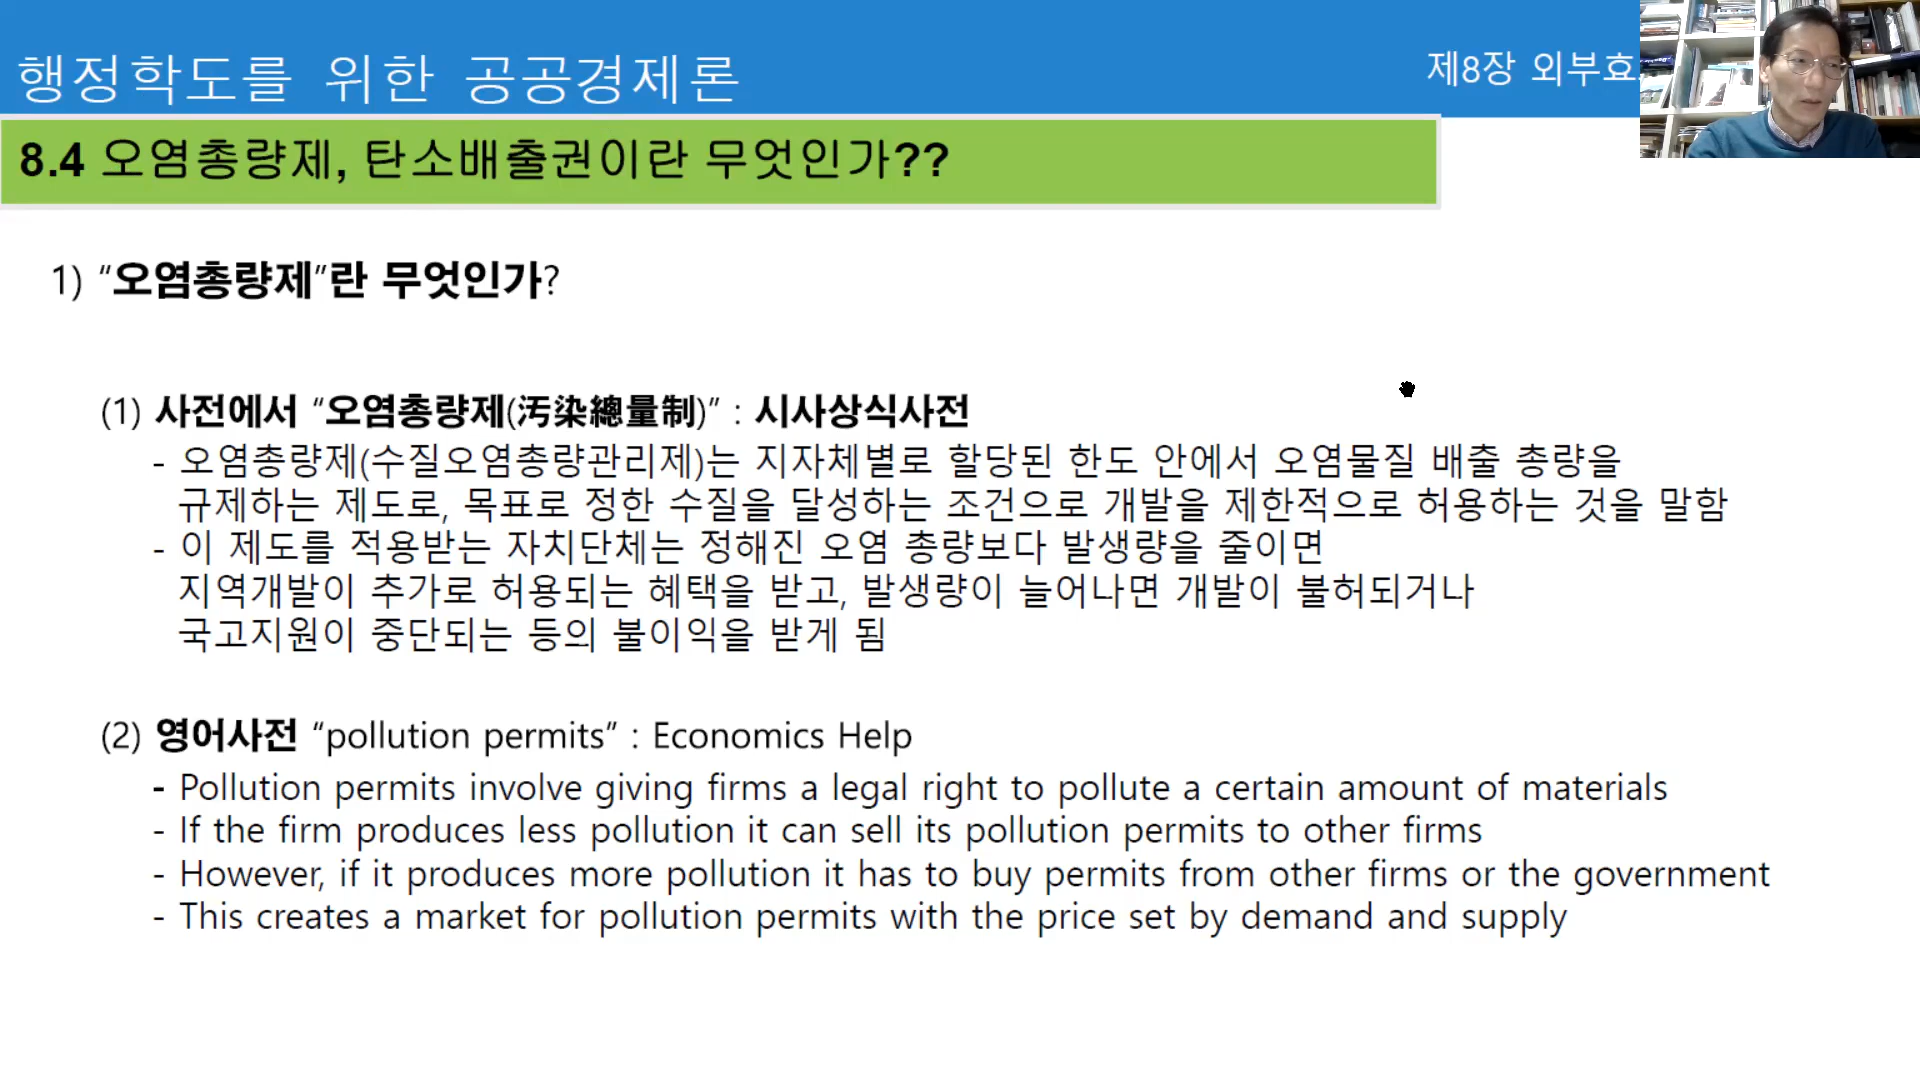 행정학도를 위한 공공경제론
제8장 외부효
8.4 오염총량제, 탄소배출권이란 무엇인가??
1) “오염총량제”란 무엇인가?
(1) 사전에서 “오염총량제(汚染總量制)” : 시사상식사전
- 오염총량제(수질오염총량관리제)는 지자체별로 할당된 한도 안에서 오염물질 배출 총량을
규제하는 제도로, 목표로 정한 수질을 달성하는 조건으로 개발을 제한적으로 허용하는 것을 말함
- 이 제도를 적용받는 자치단체는 정해진 오염 총량보다 발생량을 줄이면
지역개발이 추가로 허용되는 혜택을 받고, 발생량이 늘어나면 개발이 불허되거나
국고지원이 중단되는 등의 불이익을 받게 됨
(2) 영어사전 “pollution permits” : Economics Help
- Pollution permits involve giving firms a legal right to pollute a certain amount of materials
- If the firm produces less pollution it can sell its pollution permits to other firms
- However, if it produces more pollution it has to buy permits from other firms or the government
- This creates a market for pollution permits with the price set by demand and supply